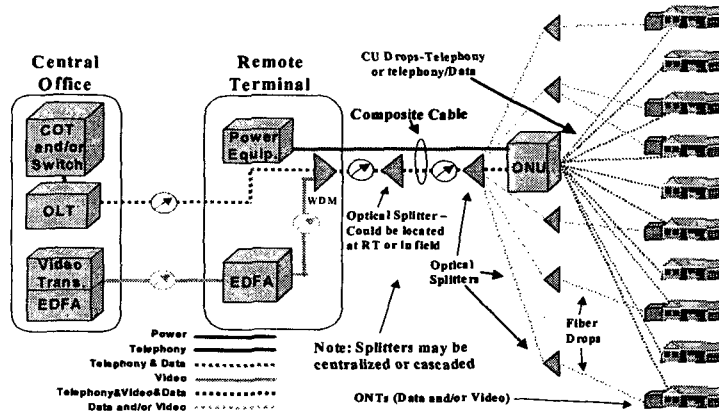 Central
Office
COT
and/or
Switch
OLT
Video
Trans.
EDFA
Remote
Terminal
Power
Equip.
WDM
EDFA
CU Drops-Telephony
or telephony/Data
Composite Cable
ONU
Optical Splitter –
Could be located
at RT or in field
Optical
Splitters
Note: Splitters may be
centralized or cascaded
Fiber
Drops
ONTs (Data and/or Video)
Power
Telephony
Telephony & Data
Video
Telephony&Video&Data
Data and/or Video